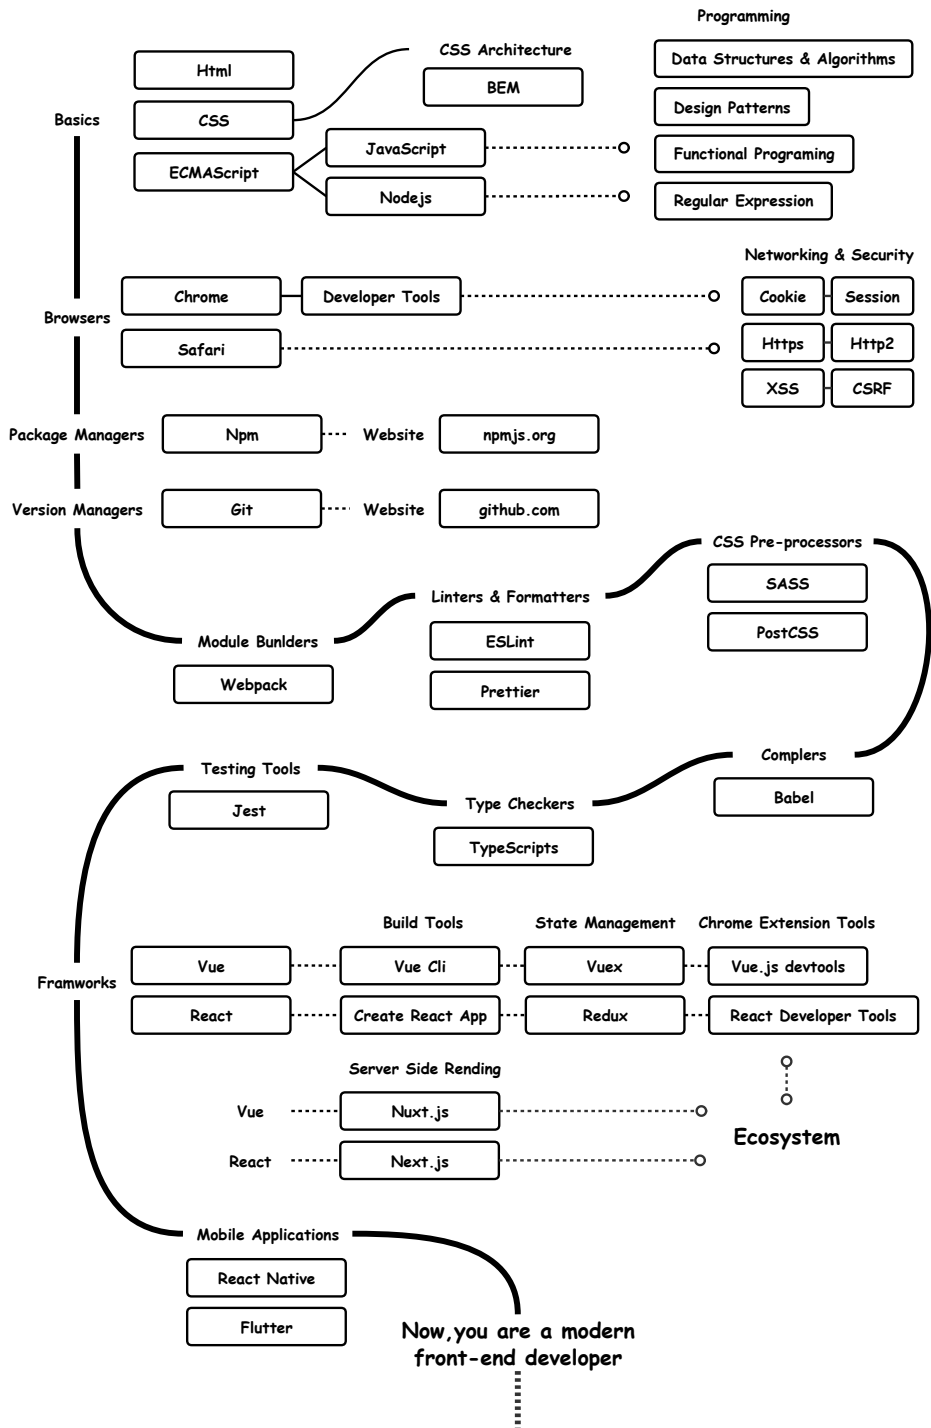 Programming
CSS Architecture
Data Structures & Algorithms
Html
BEM
Design Patterns
Basics
CSS
JavaScript
Functional Programing
ECMAScript
Nodejs
Regular Expression
Networking & Security
Chrome
Developer Tools
Cookie
Session
Browsers
Safari
Https
Http2
XSS
CSRF
Package Managers
Npm
Website
npmjs.org
Version Managers
Git
Website
github.com
CSS Pre-processors
SASS
Linters & Formatters
PostCSS
Module Bunlders
ESLint
Webpack
Prettier
Complers
Testing Tools
Babel
Jest
Type Checkers
TypeScripts
Build Tools
State Management
Chrome Extension Tools
Vue
Vue Cli
Vuex
Vue.js devtools
Framworks
React
Create React App
Redux
React Developer Tools
Server Side Rending
Vue
Nuxt.js
Ecosystem
React
Next.js
Mobile Applications
React Native
Flutter
Now,you are a modern
front-end developer